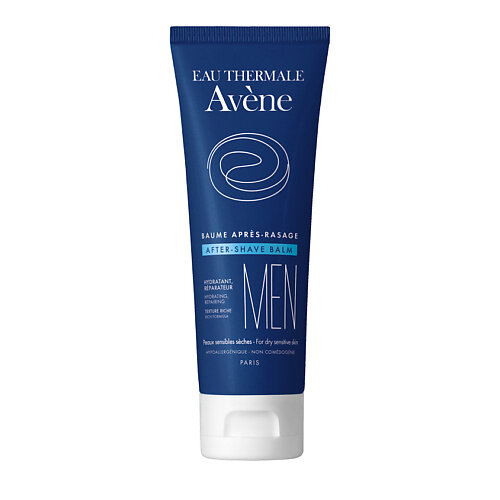 EAU THERMALE
Avène
BAUME APRÈS-RASAGE
AFTER-SHAVE BALM
HYDRATANT,
RÉPARATEUR
HYDRATING,
REPAIRING
TEXTURE RICHE
RICH FORMULA
MEN
Peaux sensibles sèches - For dry sensitive skin
HYPOALLERGÉNIQUE - NON COMÉDOGÈNE
PARIS